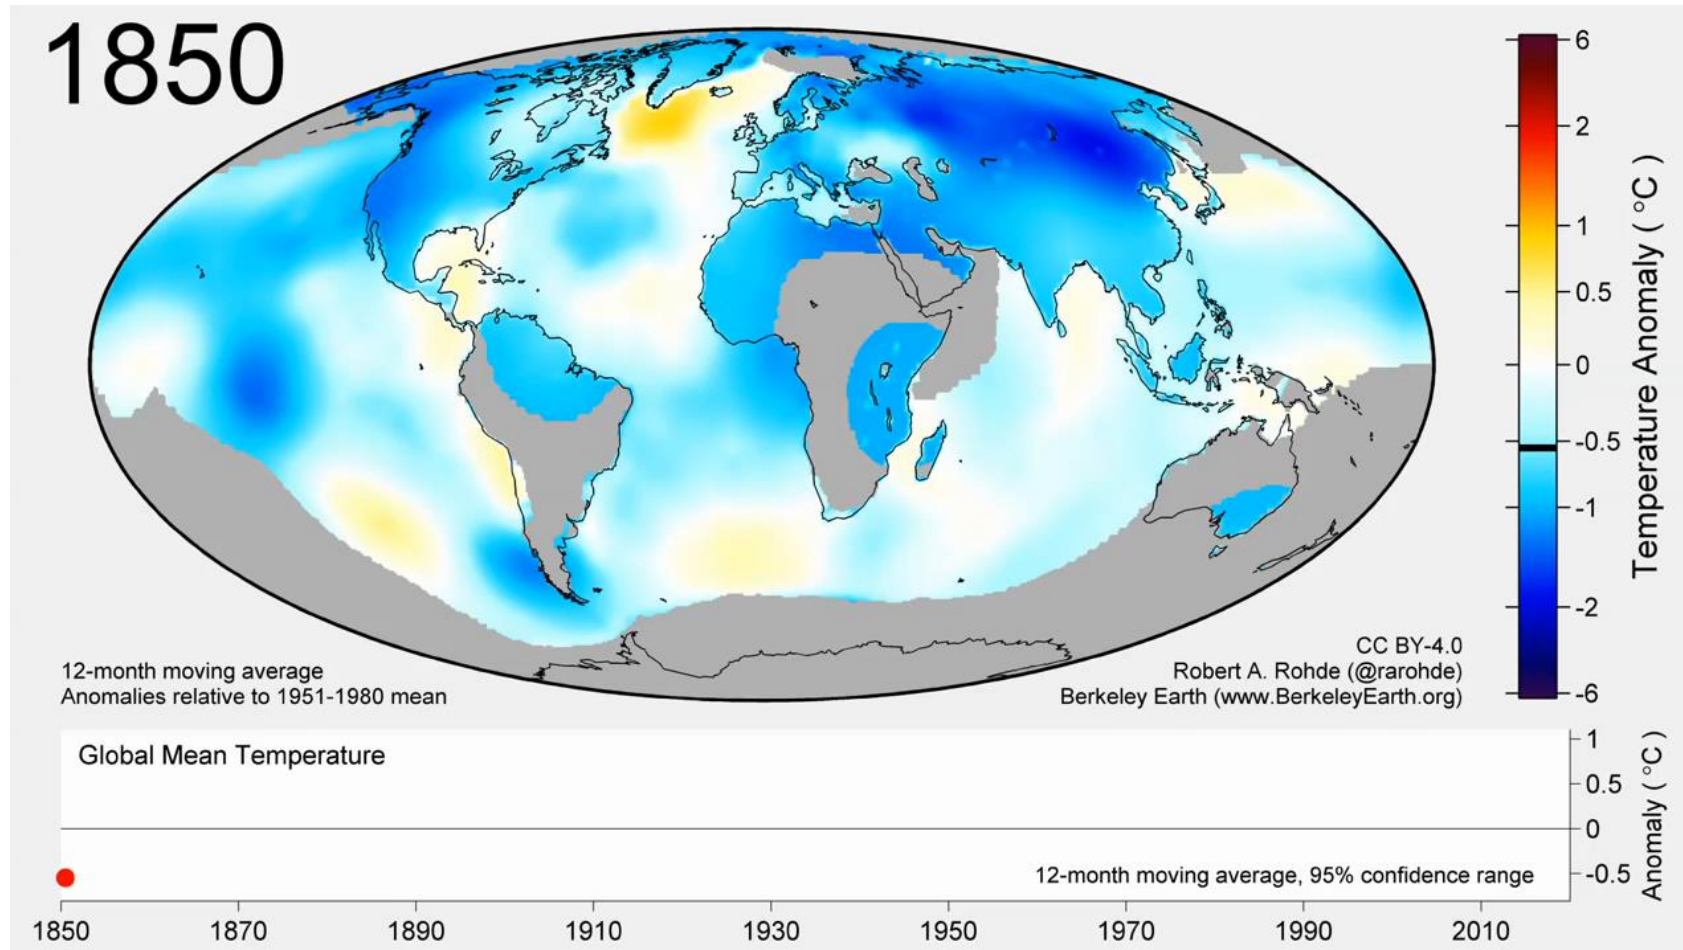 1850
6
2
1
0.5
0
-0.5
-1
-2
-6
Temperature Anomaly ( °C )
12-month moving average
Anomalies relative to 1951-1980 mean
CC BY-4.0
Robert A. Rohde (@rarohde)
Berkeley Earth (www.BerkeleyEarth.org)
Global Mean Temperature
12-month moving average, 95% confidence range
1
0.5
0
-0.5
Anomaly ( °C )
1850 1870 1890 1910 1930 1950 1970 1990 2010